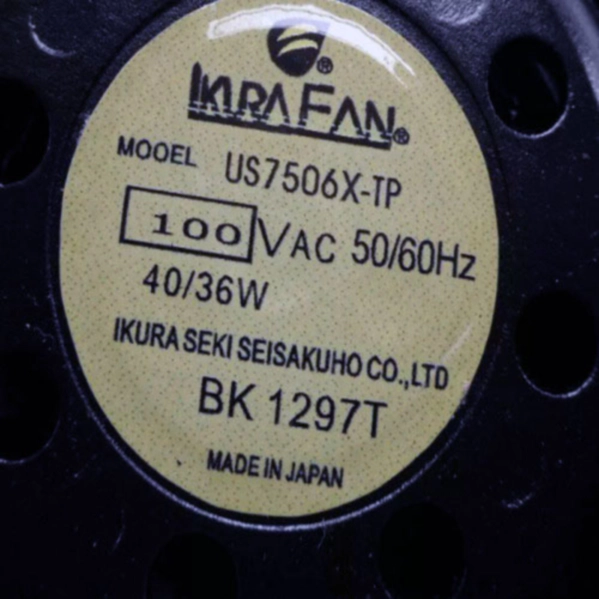 IKURA FAN®
MOOEL US7506X-TP
100 VAC 50/60Hz
40/36W
IKURA SEKI SEISAKUHO CO.,LTD
BK 1297T
MADE IN JAPAN